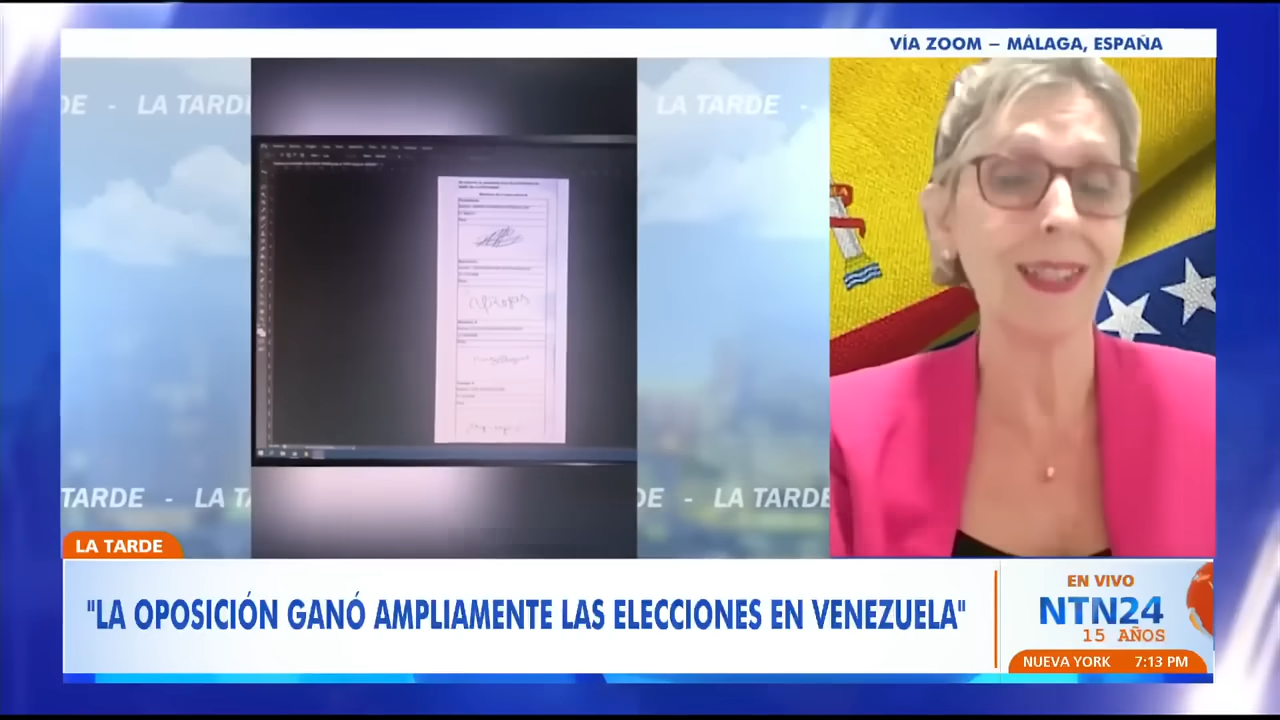 VÍA ZOOM – MÁLAGA, ESPAÑA
DE - LA TARDE
LA TARDE -
TARDE - LA TA
DE - LA TARDE
LA TARDE
"LA OPOSICIÓN GANÓ AMPLIAMENTE LAS ELECCIONES EN VENEZUELA"
EN VIVO
NTN24
15 AÑOS
NUEVA YORK 7:13 PM